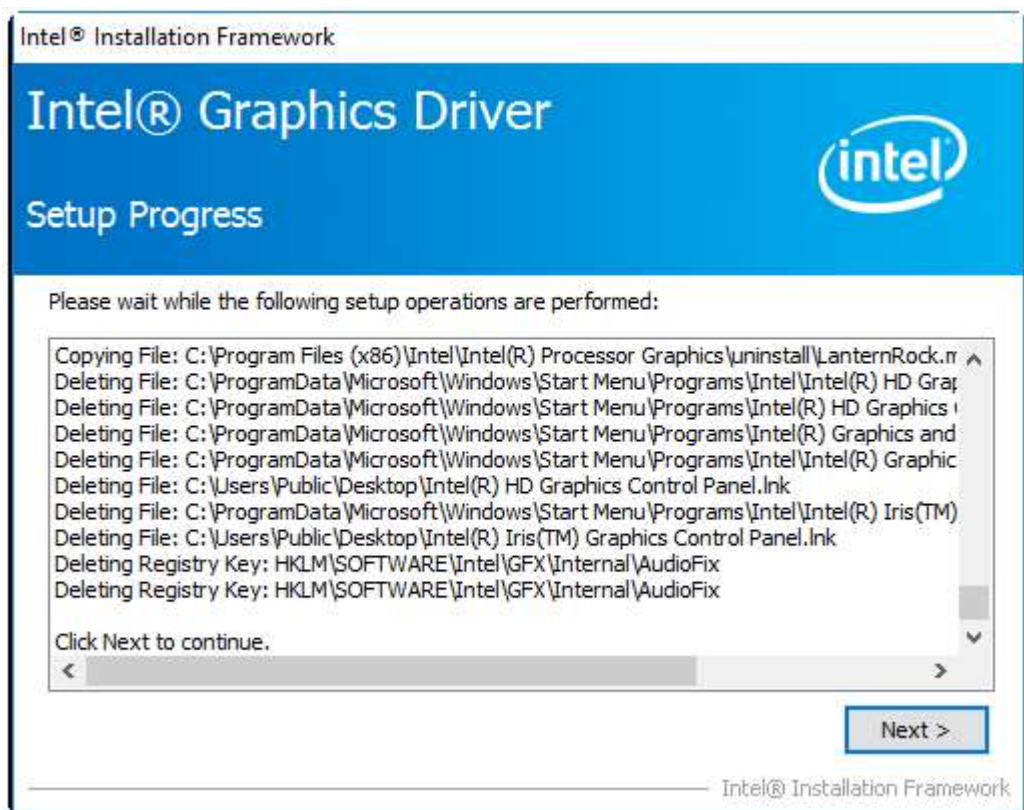 Intel® Installation Framework
Intel® Graphics Driver
intel
Setup Progress
Please wait while the following setup operations are performed:
Copying File: C:\Program Files (x86)\Intel\Intel(R) Processor Graphics\uninstall\LanternRock.m
Deleting File: C:\ProgramData\Microsoft\Windows\Start Menu\Programs\Intel\Intel(R) HD Grap
Deleting File: C:\ProgramData\Microsoft\Windows\Start Menu\Programs\Intel(R) HD Graphics
Deleting File: C:\ProgramData\Microsoft\Windows\Start Menu\Programs\Intel(R) Graphics and
Deleting File: C:\ProgramData\Microsoft\Windows\Start Menu\Programs\Intel\Intel(R) Graphic
Deleting File: C:\Users\Public\Desktop\Intel(R) HD Graphics Control Panel.lnk
Deleting File: C:\ProgramData\Microsoft\Windows\Start Menu\Programs\Intel\Intel(R) Iris(TM)
Deleting File: C:\Users\Public\Desktop\Intel(R) Iris(TM) Graphics Control Panel.lnk
Deleting Registry Key: HKLM\SOFTWARE\Intel\GFX\Internal\AudioFix
Deleting Registry Key: HKLM\SOFTWARE\Intel\GFX\Internal\AudioFix
Click Next to continue.
Next >
Intel® Installation Framework